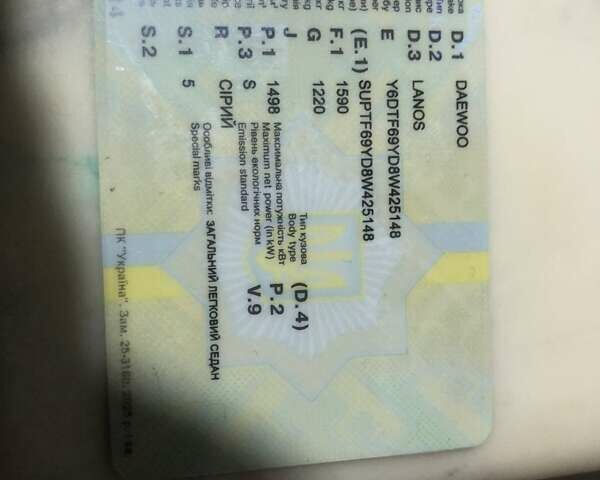 D.1 DAEWOO
D.2
D.3 LANOS
E Y6DTF69YD8W425148
(E.1) SUPTF69YD8W425148
F.1 1590
G 1220
J
Тип кузова
Body type (D.4)
P.1 1498 Максимальна потужність кВт
Maximum net power (in kW) P.2
P.3 S Рівень екологічних норм
Emission standard V.9
R СІРИЙ
S.1 5 Особливі відмітки: ЗАГАЛЬНИЙ ЛЕГКОВИЙ СЕДАН
Special marks
S.2
ПК "Україна". Зам.